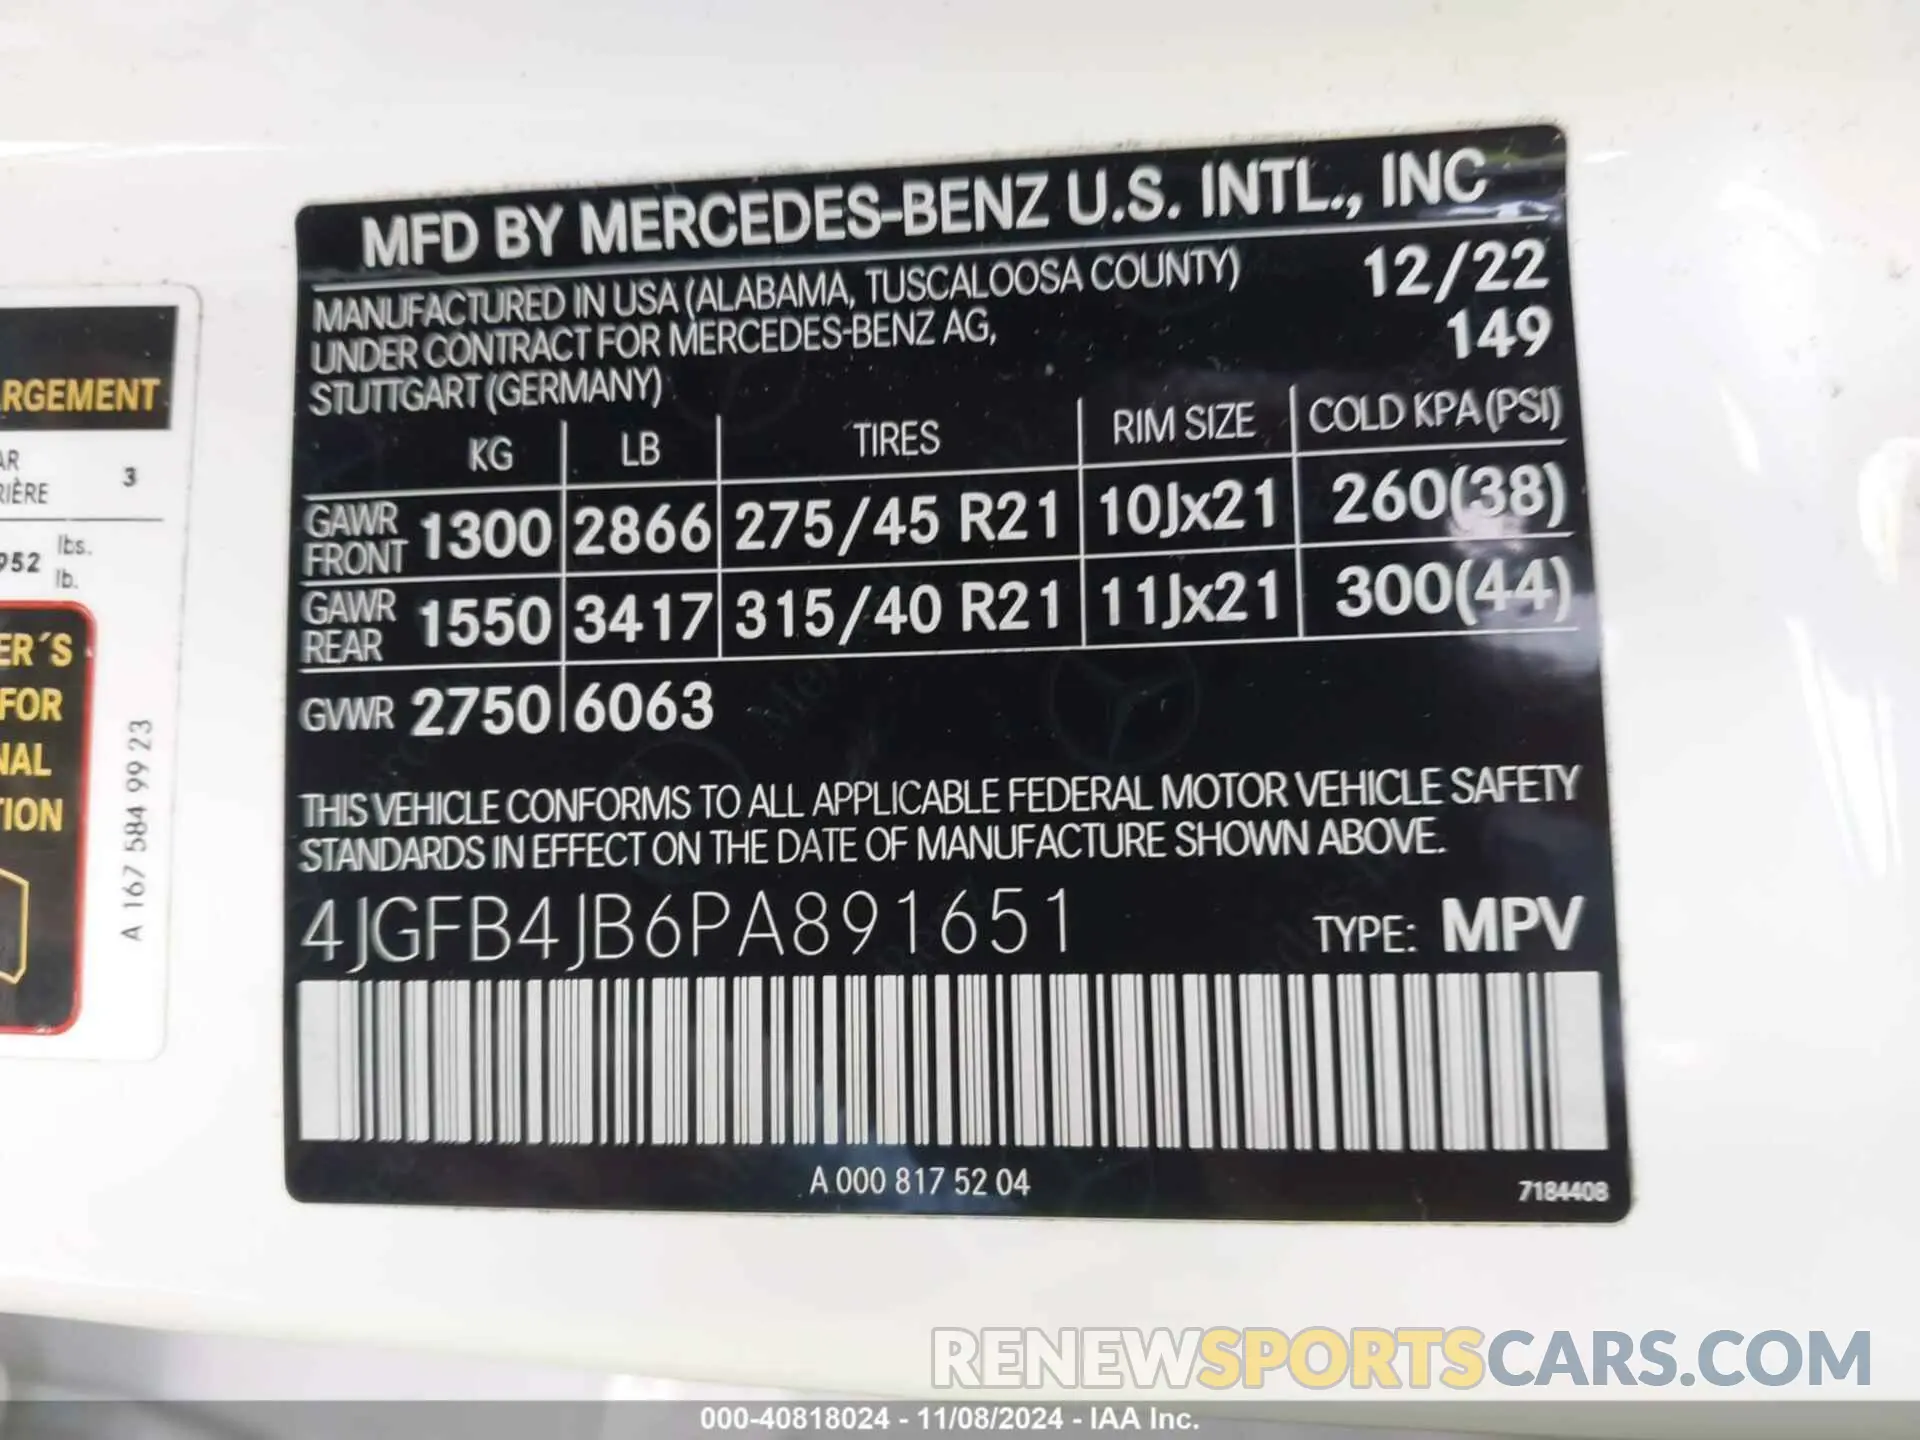 MFD BY MERCEDES-BENZ U.S. INTL., INC
MANUFACTURED IN USA (ALABAMA, TUSCALOOSA COUNTY) 12/22
UNDER CONTRACT FOR MERCEDES-BENZ AG, 149
STUTTGART (GERMANY)
KG LB TIRES RIM SIZE COLD KPA (PSI)
GAWR FRONT 1300 2866 275/45 R21 10Jx21 260(38)
GAWR REAR 1550 3417 315/40 R21 11Jx21 300(44)
GVWR 2750 6063
THIS VEHICLE CONFORMS TO ALL APPLICABLE FEDERAL MOTOR VEHICLE SAFETY
STANDARDS IN EFFECT ON THE DATE OF MANUFACTURE SHOWN ABOVE.
4JGFB4JB6PA891651 TYPE: MPV
A 000 817 52 04
7184408
RGEMENT
AR 3
RIÈRE
952 lbs.
lb.
ER´S
FOR
NAL
TION
A 167 584 99 23
RENEWSPORTSCARS.COM
000-40818024 - 11/08/2024 - IAA Inc.